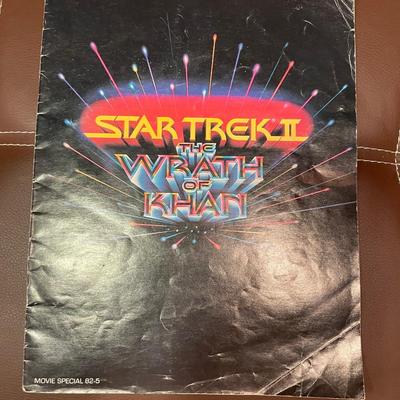 STAR TREK II
THE
WRATH
OF
KHAN
MOVIE SPECIAL 82-5